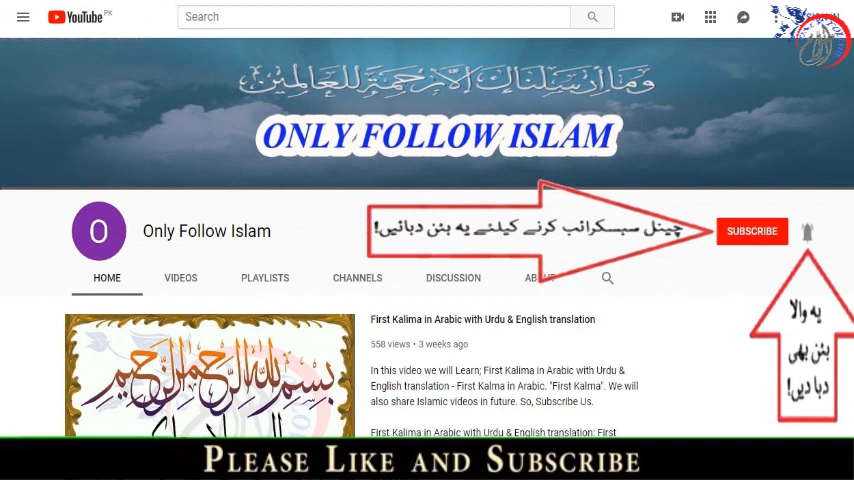 YouTube PK
Search
وما أرسلناك إلا رحمة للعالمين
ONLY FOLLOW ISLAM
O
Only Follow Islam
چینل سبسکرائب کرنے کیلئے یہ بٹن دبائیں!
SUBSCRIBE
HOME VIDEOS PLAYLISTS CHANNELS DISCUSSION
یہ والا
بٹن بھی
دبا دیں!
First Kalima in Arabic with Urdu & English translation
558 views • 3 weeks ago
In this video we will Learn; First Kalima in Arabic with Urdu &
English translation - First Kalma in Arabic. "First Kalma". We will
also share Islamic videos in future. So, Subscribe Us.
First Kalima in Arabic with Urdu & English translation: First
بسم الله الرحمن الرحيم
PLEASE LIKE AND SUBSCRIBE